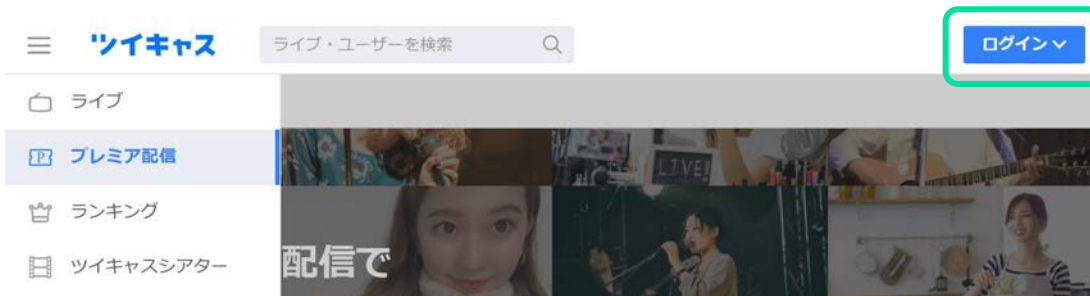 ツイキャス
ライブ・ユーザーを検索
ログイン
ライブ
P プレミア配信
ランキング
ツイキャスシアター
LIVE!
配信で